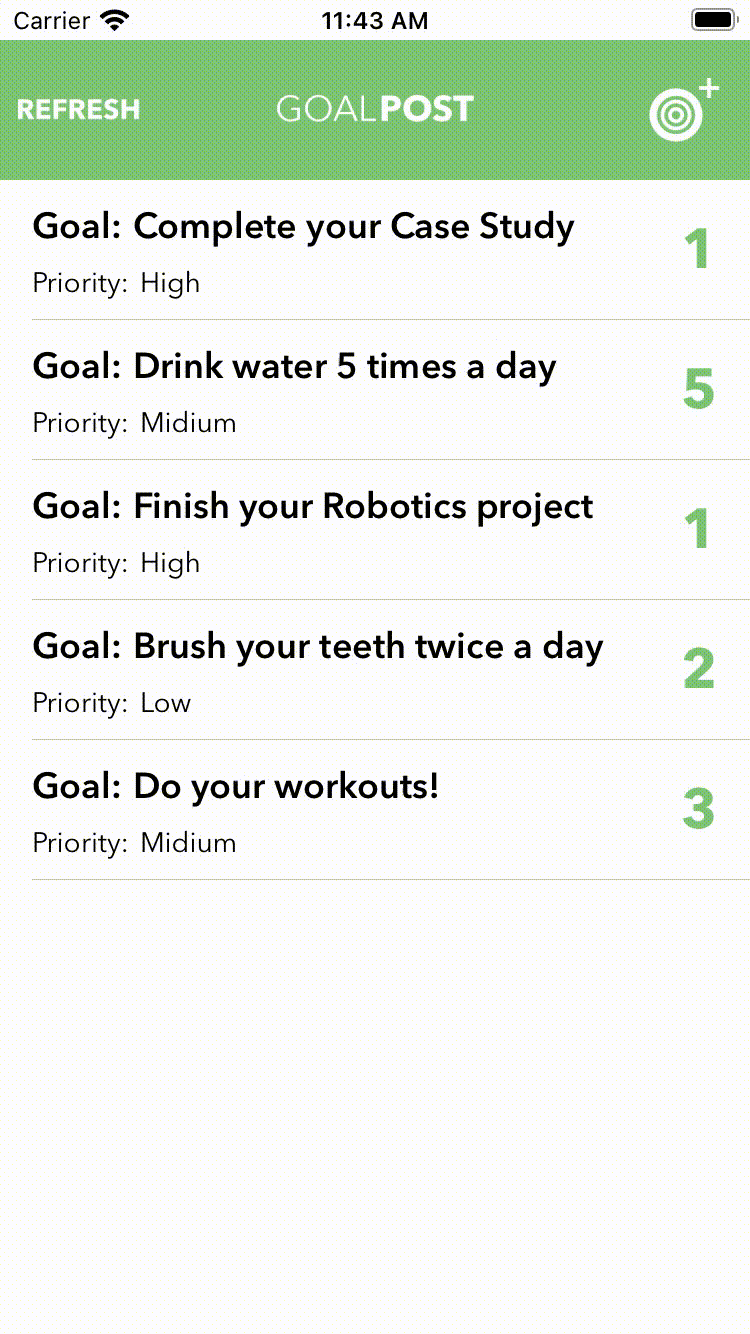 Carrier 11:43 AM
REFRESH GOALPOST +
Goal: Complete your Case Study 1
Priority: High
Goal: Drink water 5 times a day 5
Priority: Midium
Goal: Finish your Robotics project 1
Priority: High
Goal: Brush your teeth twice a day 2
Priority: Low
Goal: Do your workouts! 3
Priority: Midium